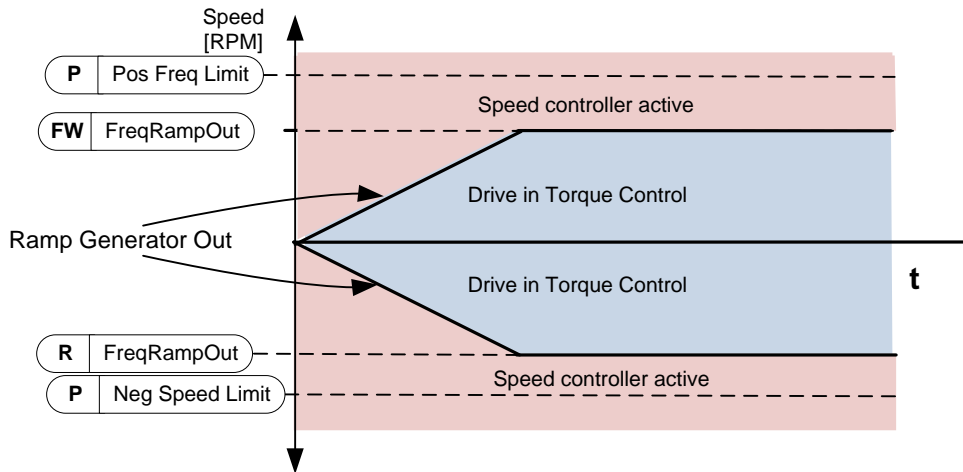 Speed
[RPM]
P Pos Freq Limit
Speed controller active
FW FreqRampOut
Drive in Torque Control
Ramp Generator Out
t
Drive in Torque Control
R FreqRampOut
Speed controller active
P Neg Speed Limit